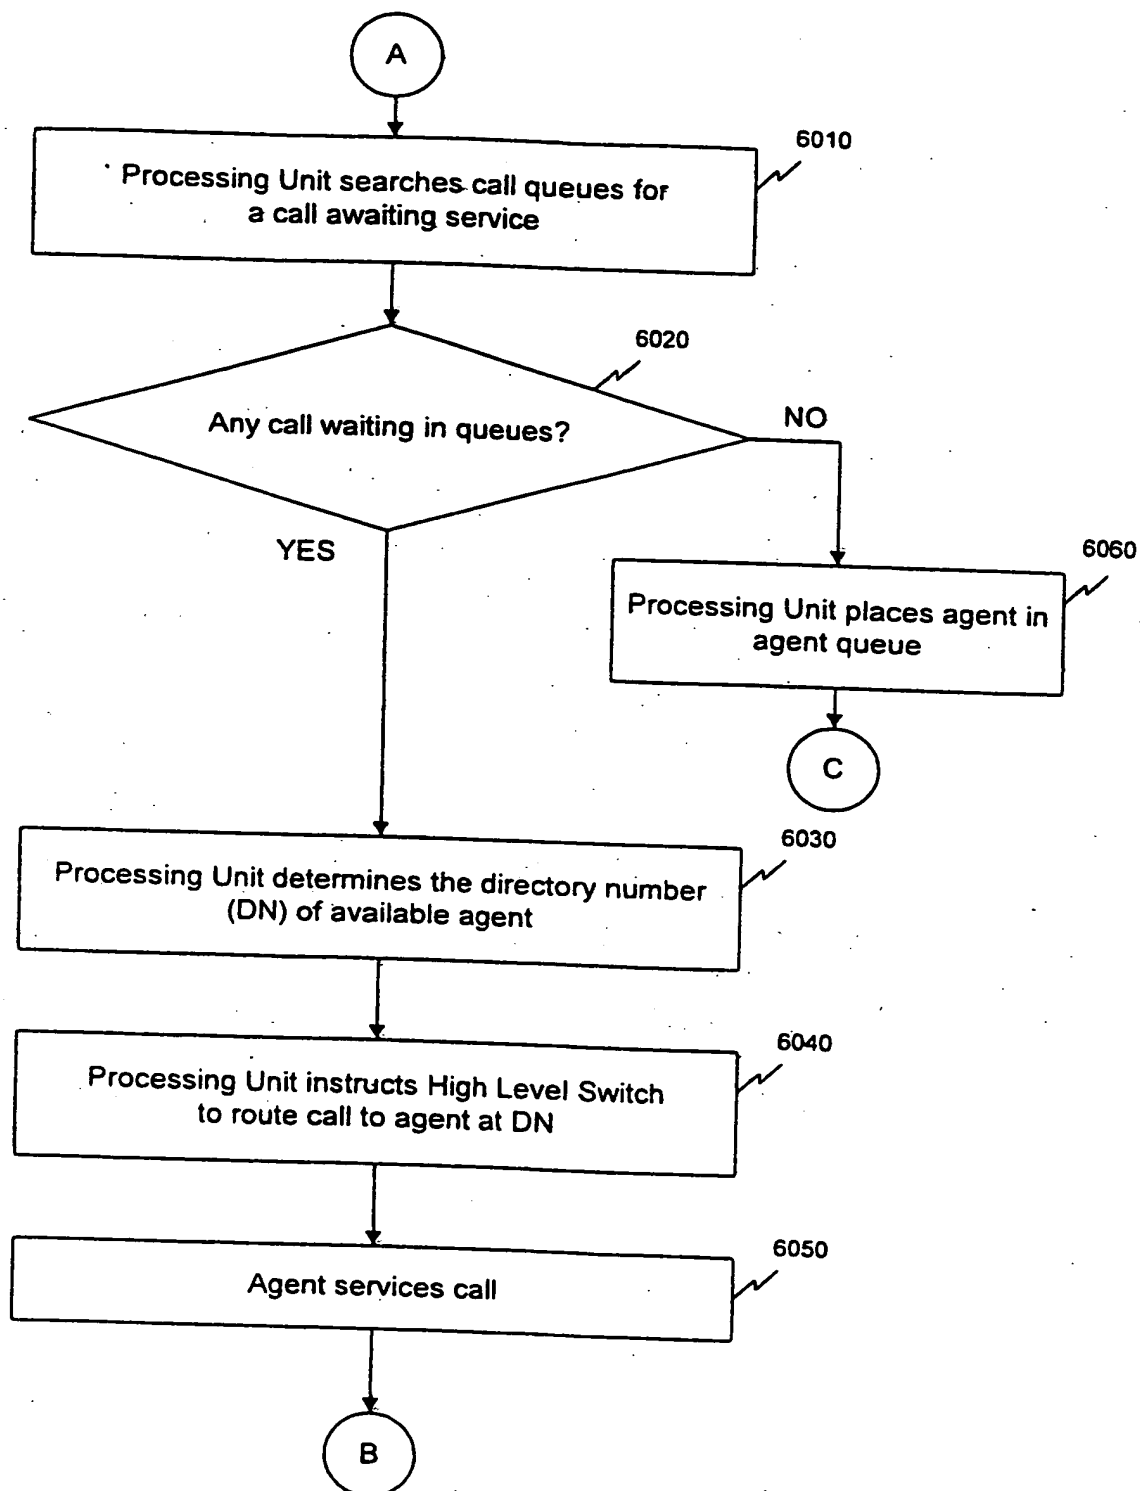 A
6010
Processing Unit searches call queues for
a call awaiting service
6020
Any call waiting in queues?
NO
YES
6060
Processing Unit places agent in
agent queue
C
6030
Processing Unit determines the directory number
(DN) of available agent
6040
Processing Unit instructs High Level Switch
to route call to agent at DN
6050
Agent services call
B